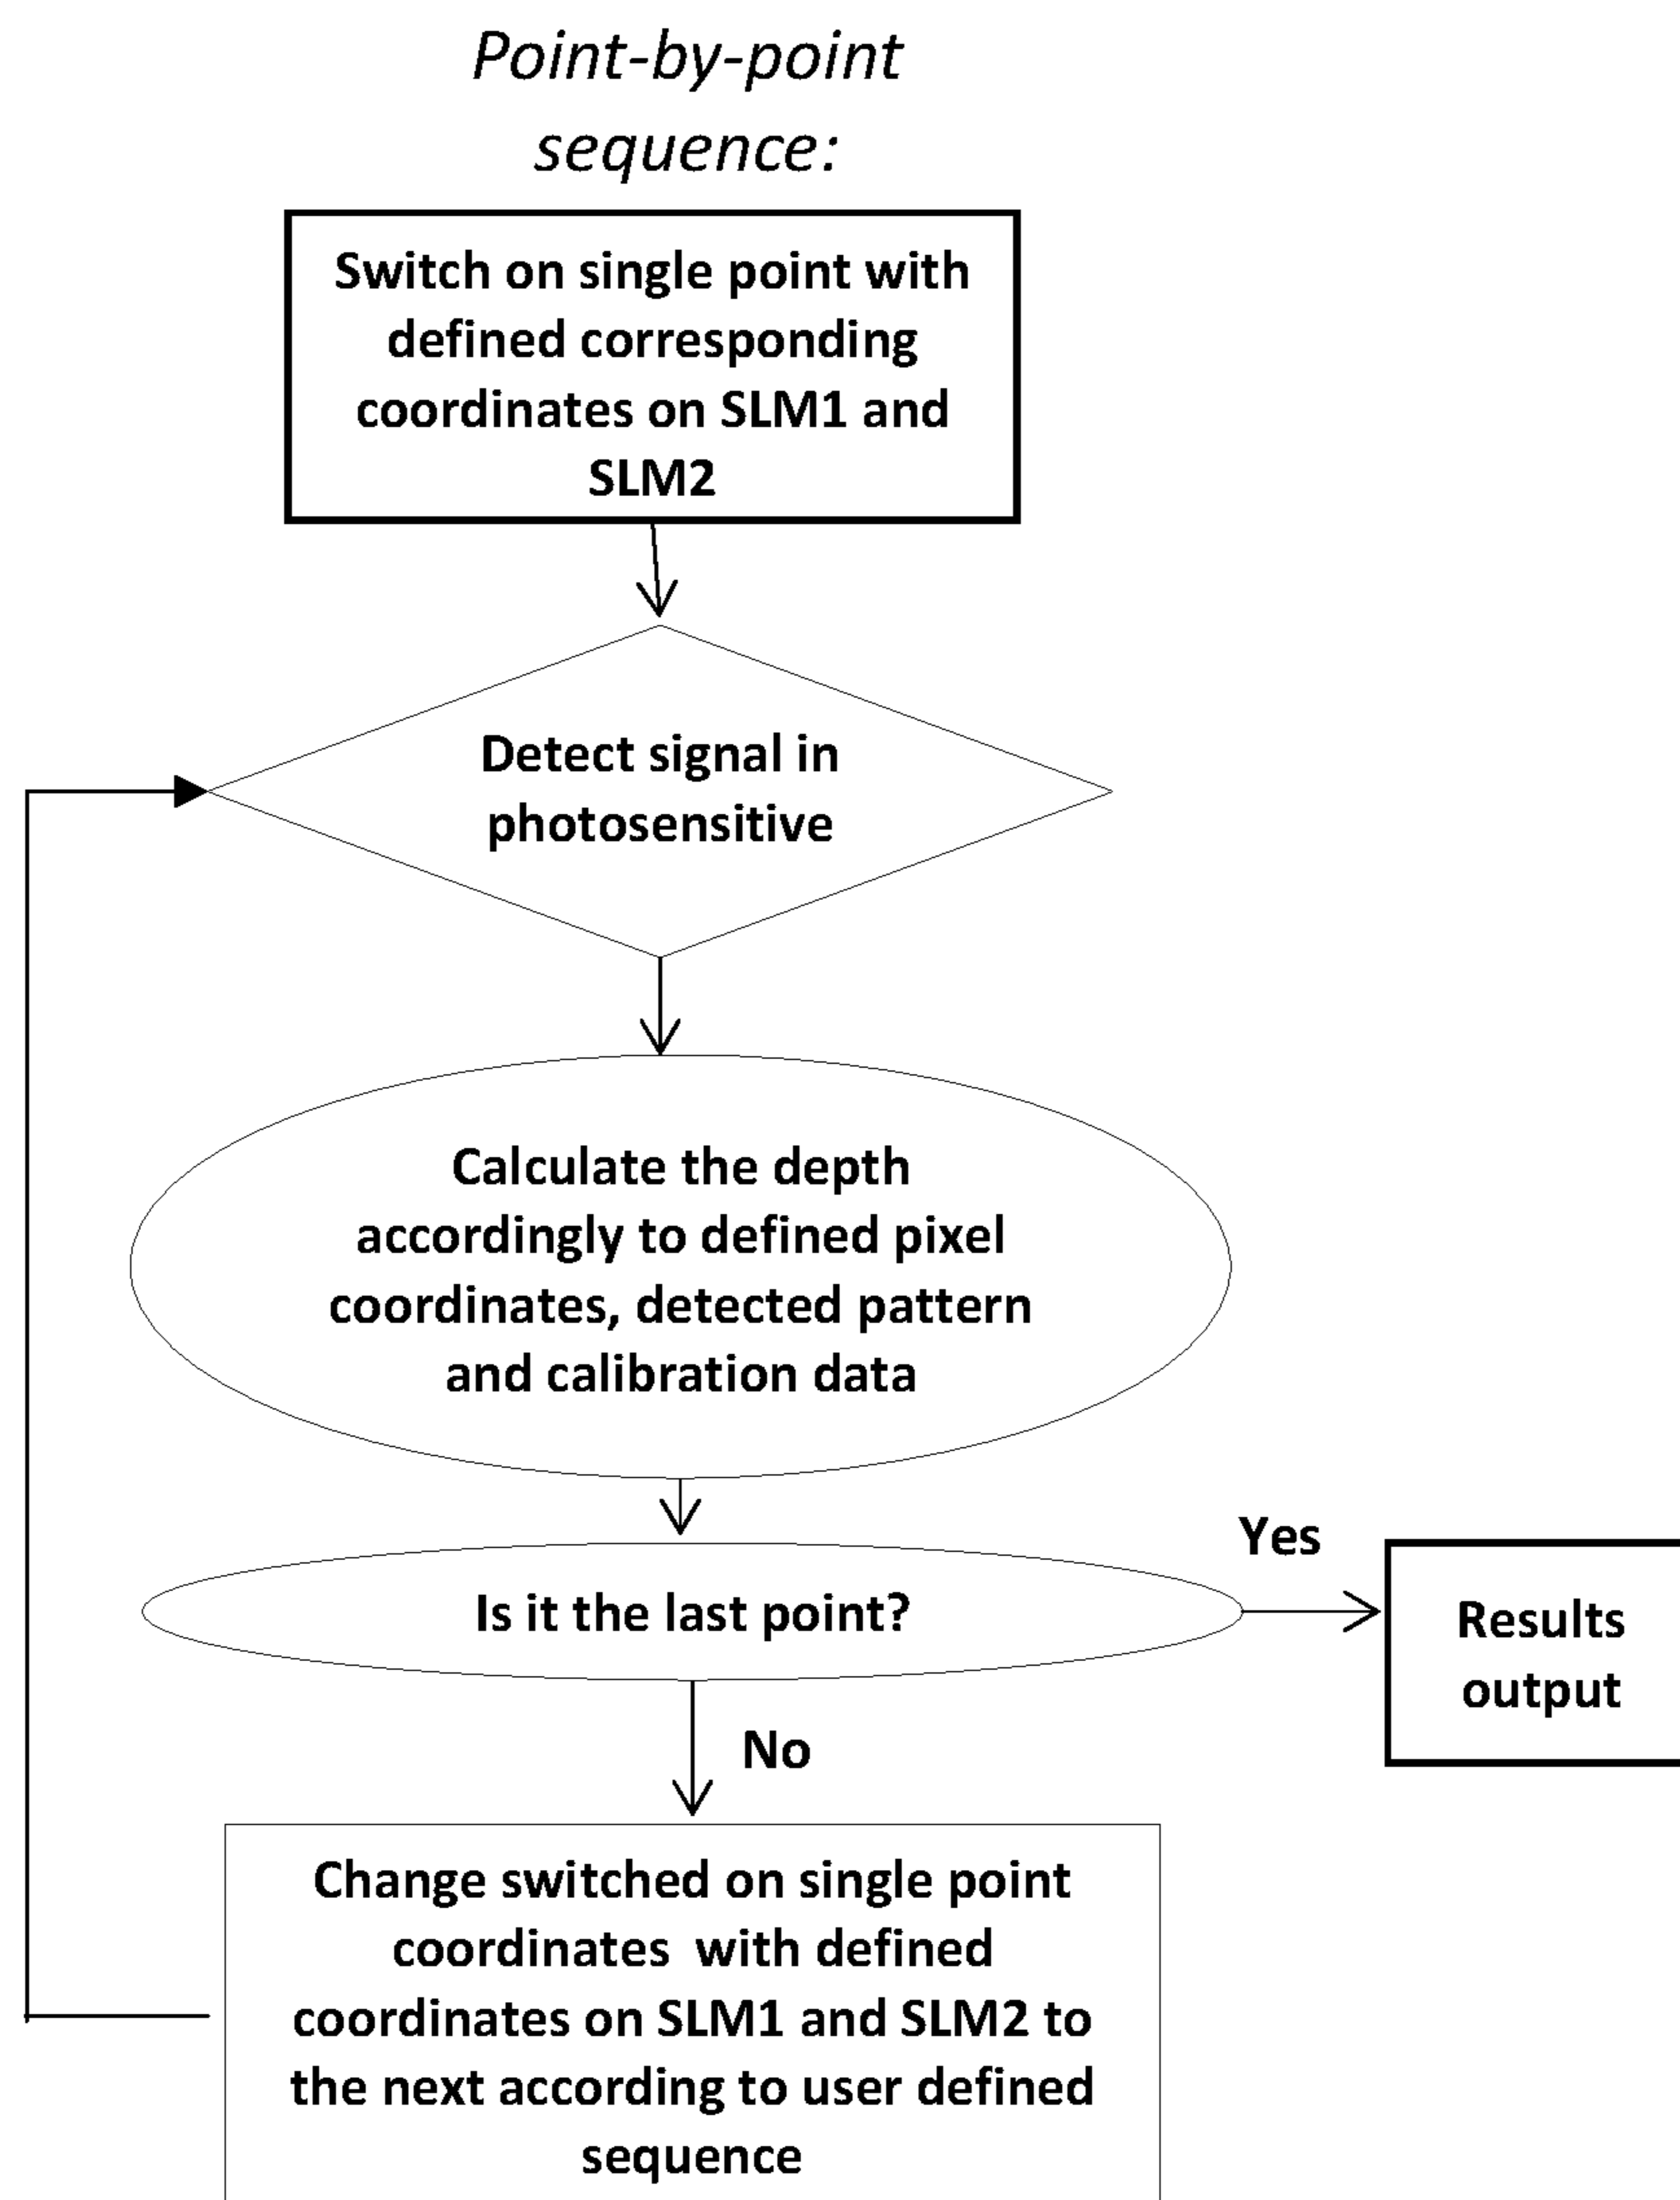 Point-by-point
sequence:
Switch on single point with
defined corresponding
coordinates on SLM1 and
SLM2
Detect signal in
photosensitive
Calculate the depth
accordingly to defined pixel
coordinates, detected pattern
and calibration data
Is it the last point?
Yes
Results
output
No
Change switched on single point
coordinates with defined
coordinates on SLM1 and SLM2 to
the next according to user defined
sequence